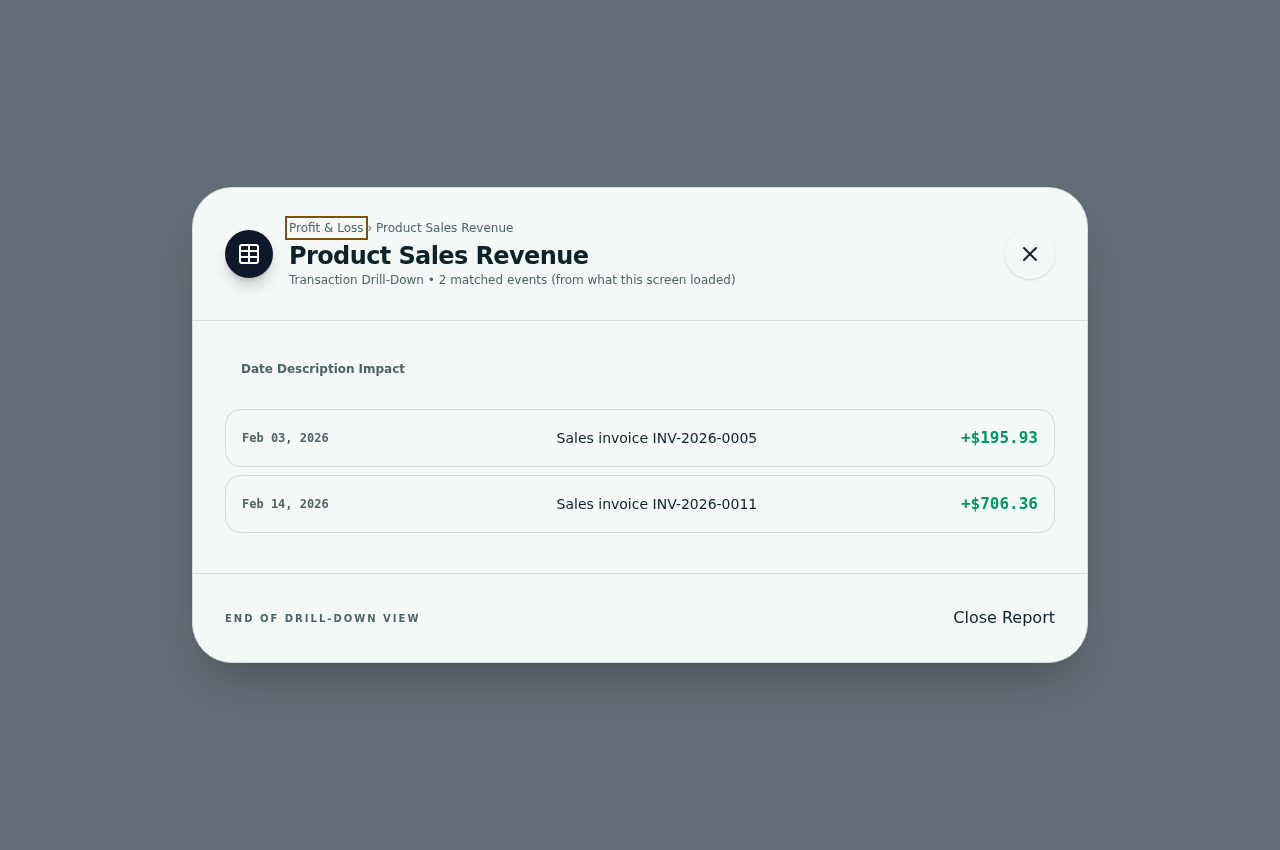 Profit & Loss › Product Sales Revenue
Product Sales Revenue
Transaction Drill-Down • 2 matched events (from what this screen loaded)
Date Description Impact
Feb 03, 2026 Sales invoice INV-2026-0005 +$195.93
Feb 14, 2026 Sales invoice INV-2026-0011 +$706.36
END OF DRILL-DOWN VIEW Close Report